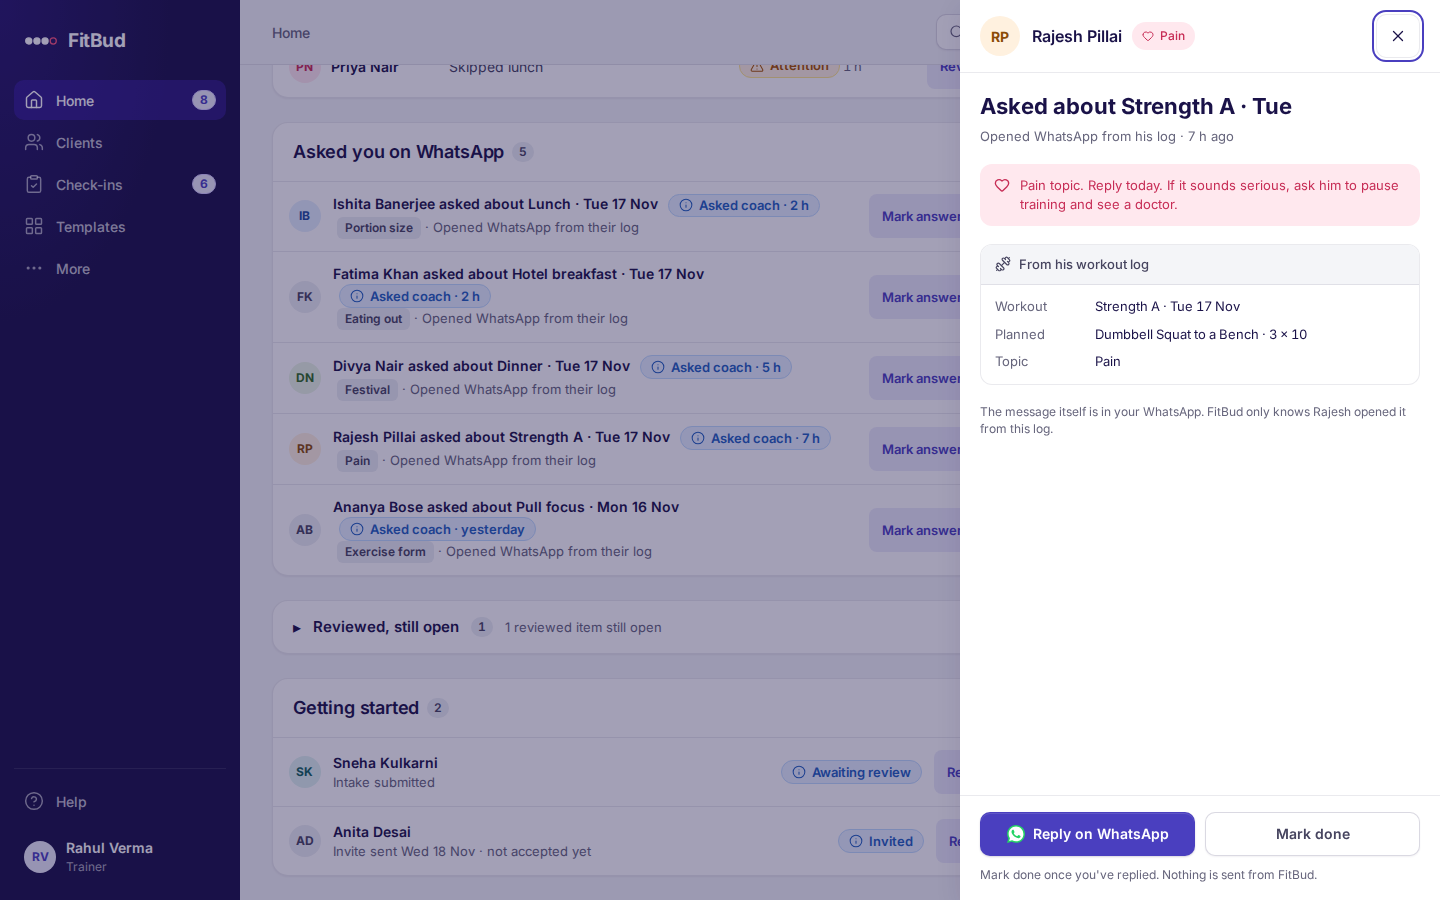 FitBud
Home 8
Clients
Check-ins 6
Templates
More
Help
RV Rahul Verma
Trainer
Home
PN Priya Nair Skipped lunch Attention 1 h
Asked you on WhatsApp 5
IB Ishita Banerjee asked about Lunch · Tue 17 Nov Asked coach · 2 h
Portion size · Opened WhatsApp from their log
Fatima Khan asked about Hotel breakfast · Tue 17 Nov
FK Asked coach · 2 h
Eating out · Opened WhatsApp from their log
DN Divya Nair asked about Dinner · Tue 17 Nov Asked coach · 5 h
Festival · Opened WhatsApp from their log
RP Rajesh Pillai asked about Strength A · Tue 17 Nov Asked coach · 7 h
Pain · Opened WhatsApp from their log
Ananya Bose asked about Pull focus · Mon 16 Nov
AB Asked coach · yesterday
Exercise form · Opened WhatsApp from their log
Reviewed, still open 1 1 reviewed item still open
Getting started 2
SK Sneha Kulkarni Awaiting review
Intake submitted
AD Anita Desai Invited
Invite sent Wed 18 Nov · not accepted yet
RP Rajesh Pillai Pain
Asked about Strength A · Tue
Opened WhatsApp from his log · 7 h ago
Pain topic. Reply today. If it sounds serious, ask him to pause
training and see a doctor.
From his workout log
Workout Strength A · Tue 17 Nov
Planned Dumbbell Squat to a Bench · 3 × 10
Topic Pain
The message itself is in your WhatsApp. FitBud only knows Rajesh opened it
from this log.
Reply on WhatsApp
Mark done
Mark done once you've replied. Nothing is sent from FitBud.